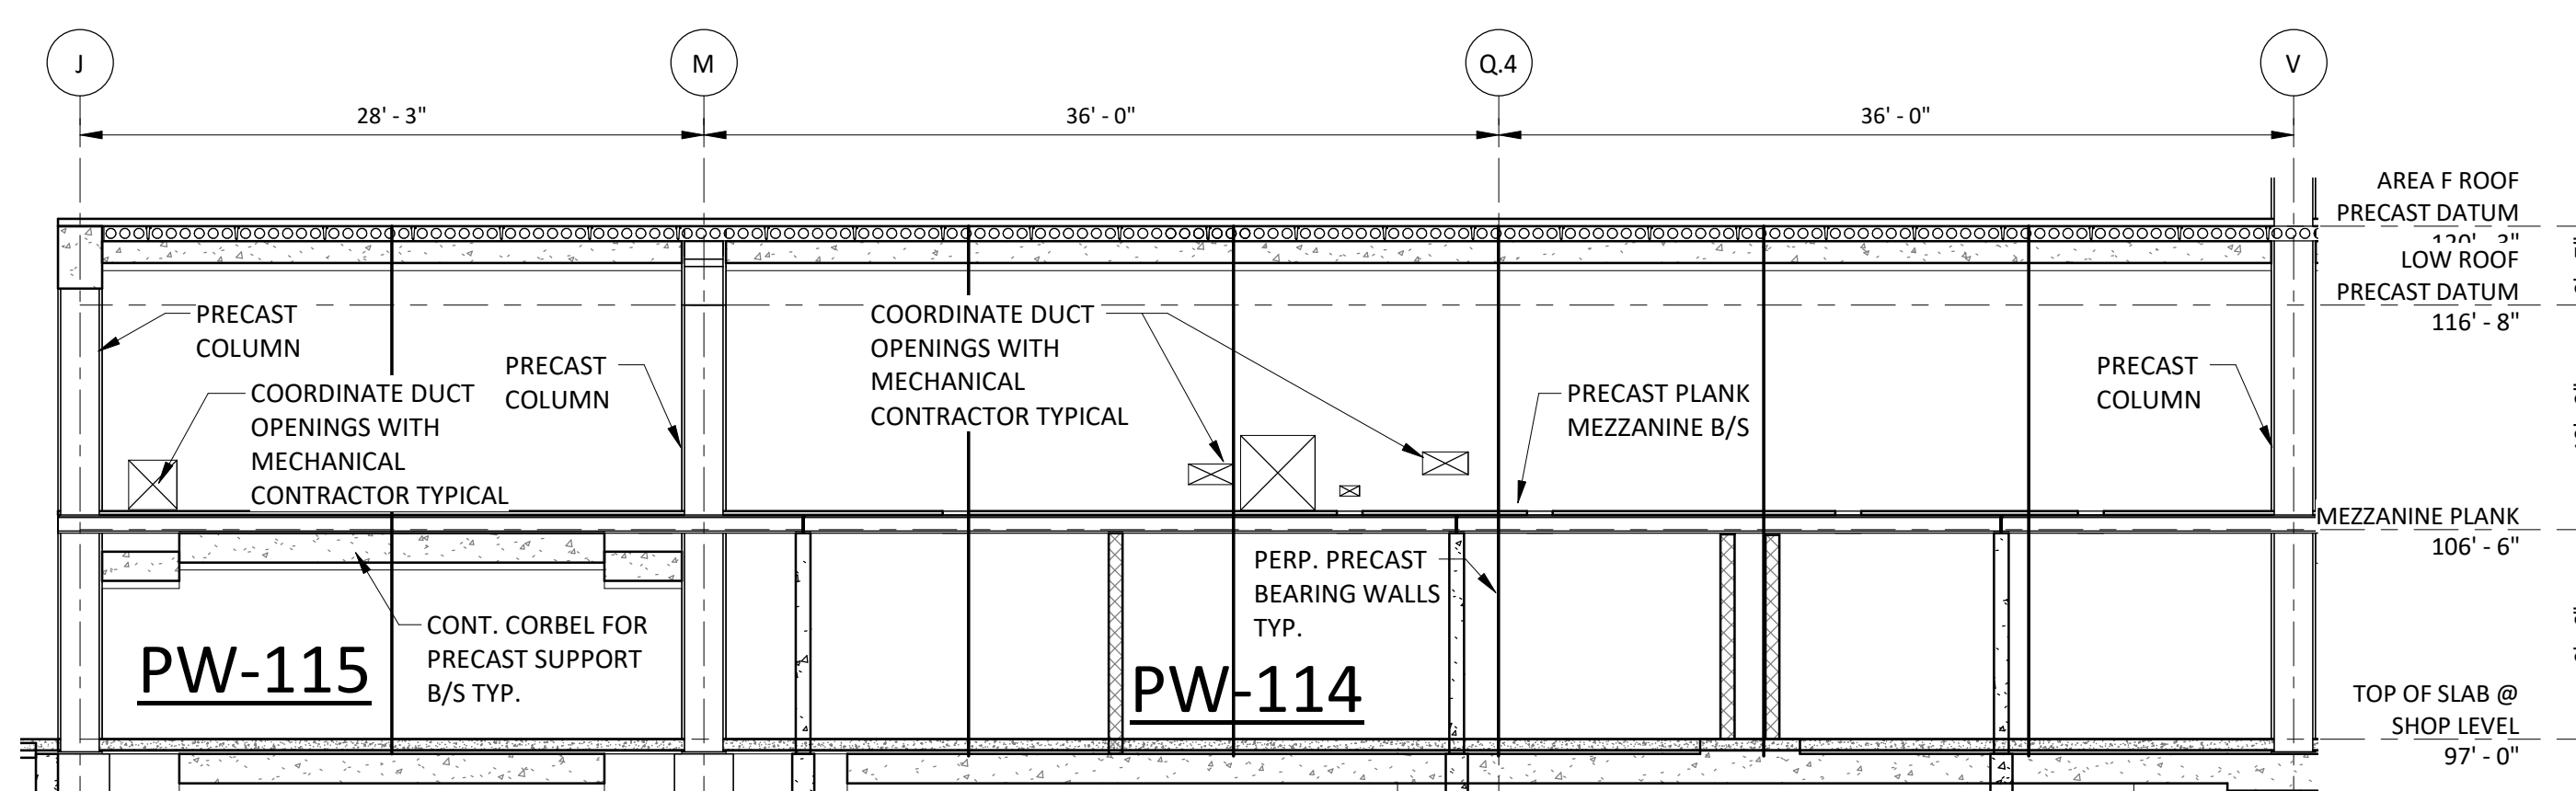 J
M
Q.4
V
28' - 3"
36' - 0"
36' - 0"
AREA F ROOF
PRECAST DATUM
120' - 3"
LOW ROOF
PRECAST DATUM
116' - 8"
PRECAST
COLUMN
COORDINATE DUCT
OPENINGS WITH
MECHANICAL
CONTRACTOR TYPICAL
PRECAST
COLUMN
COORDINATE DUCT
OPENINGS WITH
MECHANICAL
CONTRACTOR TYPICAL
PRECAST PLANK
MEZZANINE B/S
PRECAST
COLUMN
MEZZANINE PLANK
106' - 6"
PERP. PRECAST
BEARING WALLS
TYP.
CONT. CORBEL FOR
PRECAST SUPPORT
B/S TYP.
PW-115
PW-114
TOP OF SLAB @
SHOP LEVEL
97' - 0"